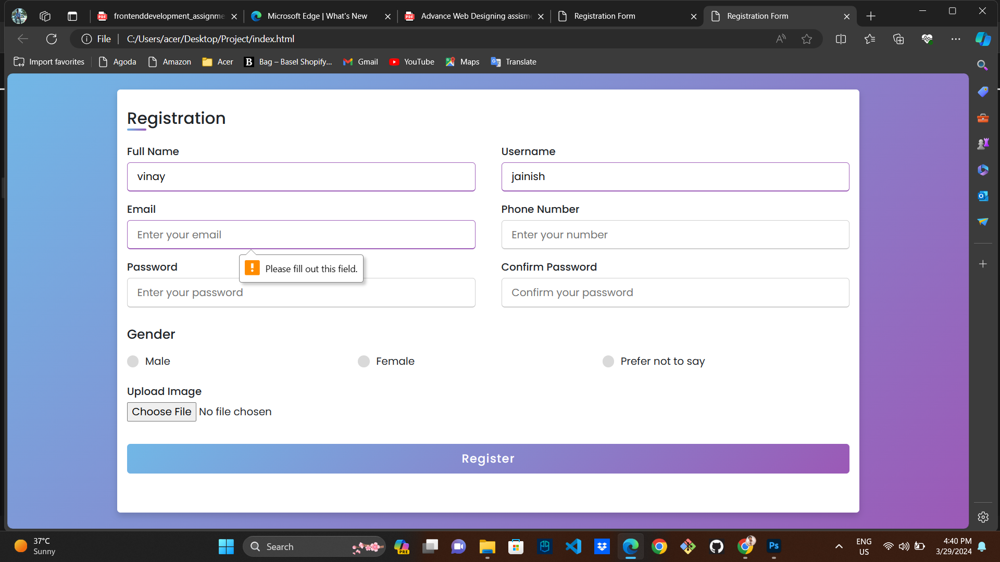 frontenddevelopment_assignme
Microsoft Edge | What's New
Advance Web Designing assism
Registration Form
Registration Form
File
C:/Users/acer/Desktop/Project/index.html
Import favorites
Agoda
Amazon
Acer
Bag – Basel Shopify...
Gmail
YouTube
Maps
Translate
Registration
Full Name
Username
vinay
jainish
Email
Phone Number
Enter your email
Enter your number
Please fill out this field.
Password
Confirm Password
Enter your password
Confirm your password
Gender
Male
Female
Prefer not to say
Upload Image
Choose File No file chosen
Register
37°C
Sunny
Search
PRE
Ps
ENG
US
4:40 PM
3/29/2024